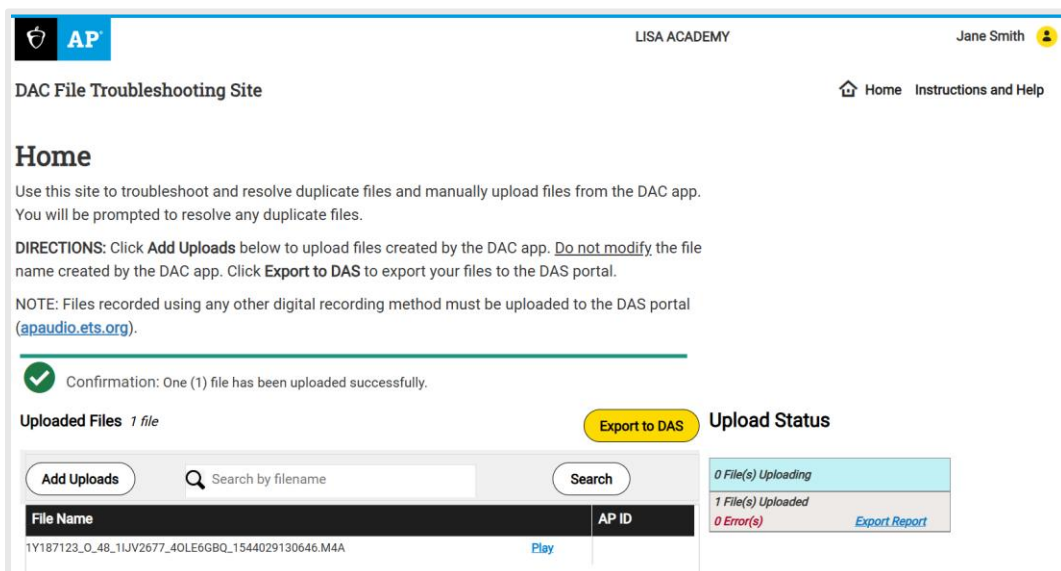 AP
LISA ACADEMY
Jane Smith
DAC File Troubleshooting Site
Home
Instructions and Help
Home
Use this site to troubleshoot and resolve duplicate files and manually upload files from the DAC app.
You will be prompted to resolve any duplicate files.
DIRECTIONS: Click Add Uploads below to upload files created by the DAC app. Do not modify the file
name created by the DAC app. Click Export to DAS to export your files to the DAS portal.
NOTE: Files recorded using any other digital recording method must be uploaded to the DAS portal
(apaudio.ets.org).
Confirmation: One (1) file has been uploaded successfully.
Uploaded Files 1 file
Export to DAS
Add Uploads
Search by filename
Search
File Name
AP ID
1Y187123_O_48_1IJV2677_4OLE6GBQ_1544029130646.M4A
Play
Upload Status
0 File(s) Uploading
1 File(s) Uploaded
0 Error(s)
Export Report